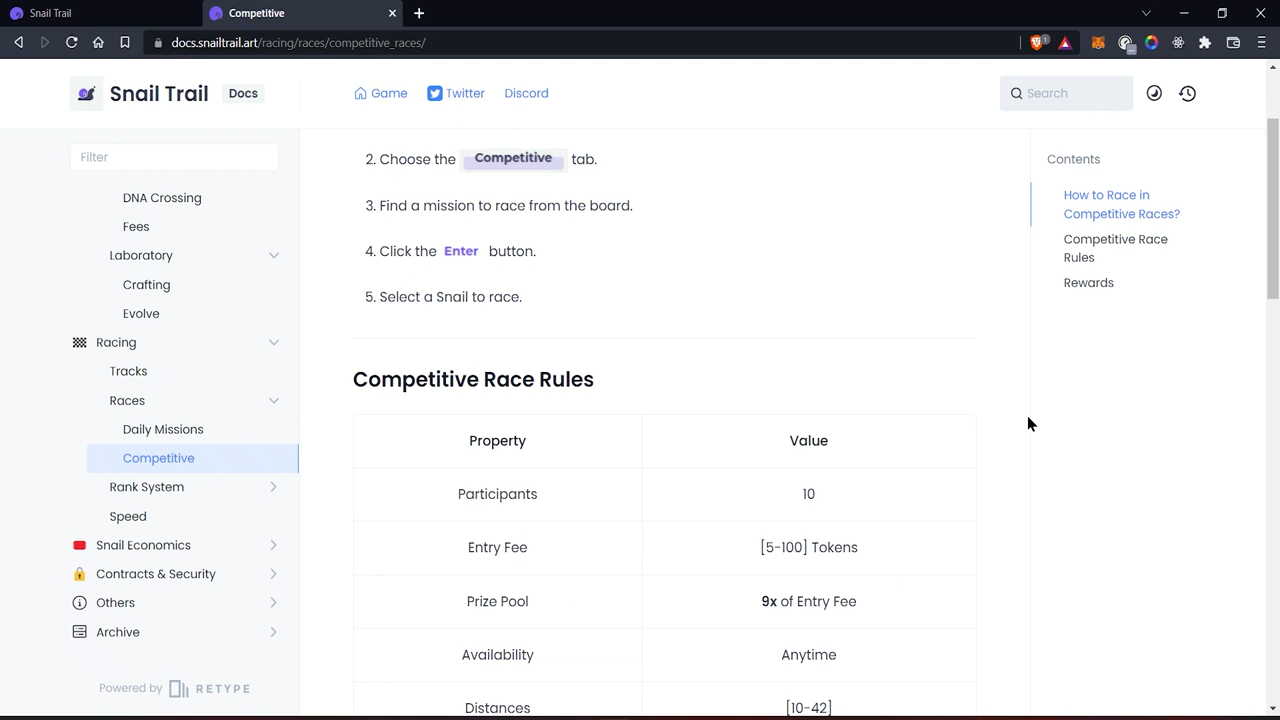 Snail Trail
Competitive
docs.snailtrail.art/racing/races/competitive_races/
1
Snail Trail
Docs
Game
Twitter
Discord
Search
Filter
DNA Crossing
Fees
Laboratory
Crafting
Evolve
Racing
Tracks
Races
Daily Missions
Competitive
Rank System
Speed
Snail Economics
Contracts & Security
Others
Archive
Powered by RETYPE
2. Choose the Competitive tab.
3. Find a mission to race from the board.
4. Click the Enter button.
5. Select a Snail to race.
Competitive Race Rules
Property Value
Participants 10
Entry Fee [5-100] Tokens
Prize Pool 9x of Entry Fee
Availability Anytime
Distances [10-42]
Contents
How to Race in
Competitive Races?
Competitive Race
Rules
Rewards